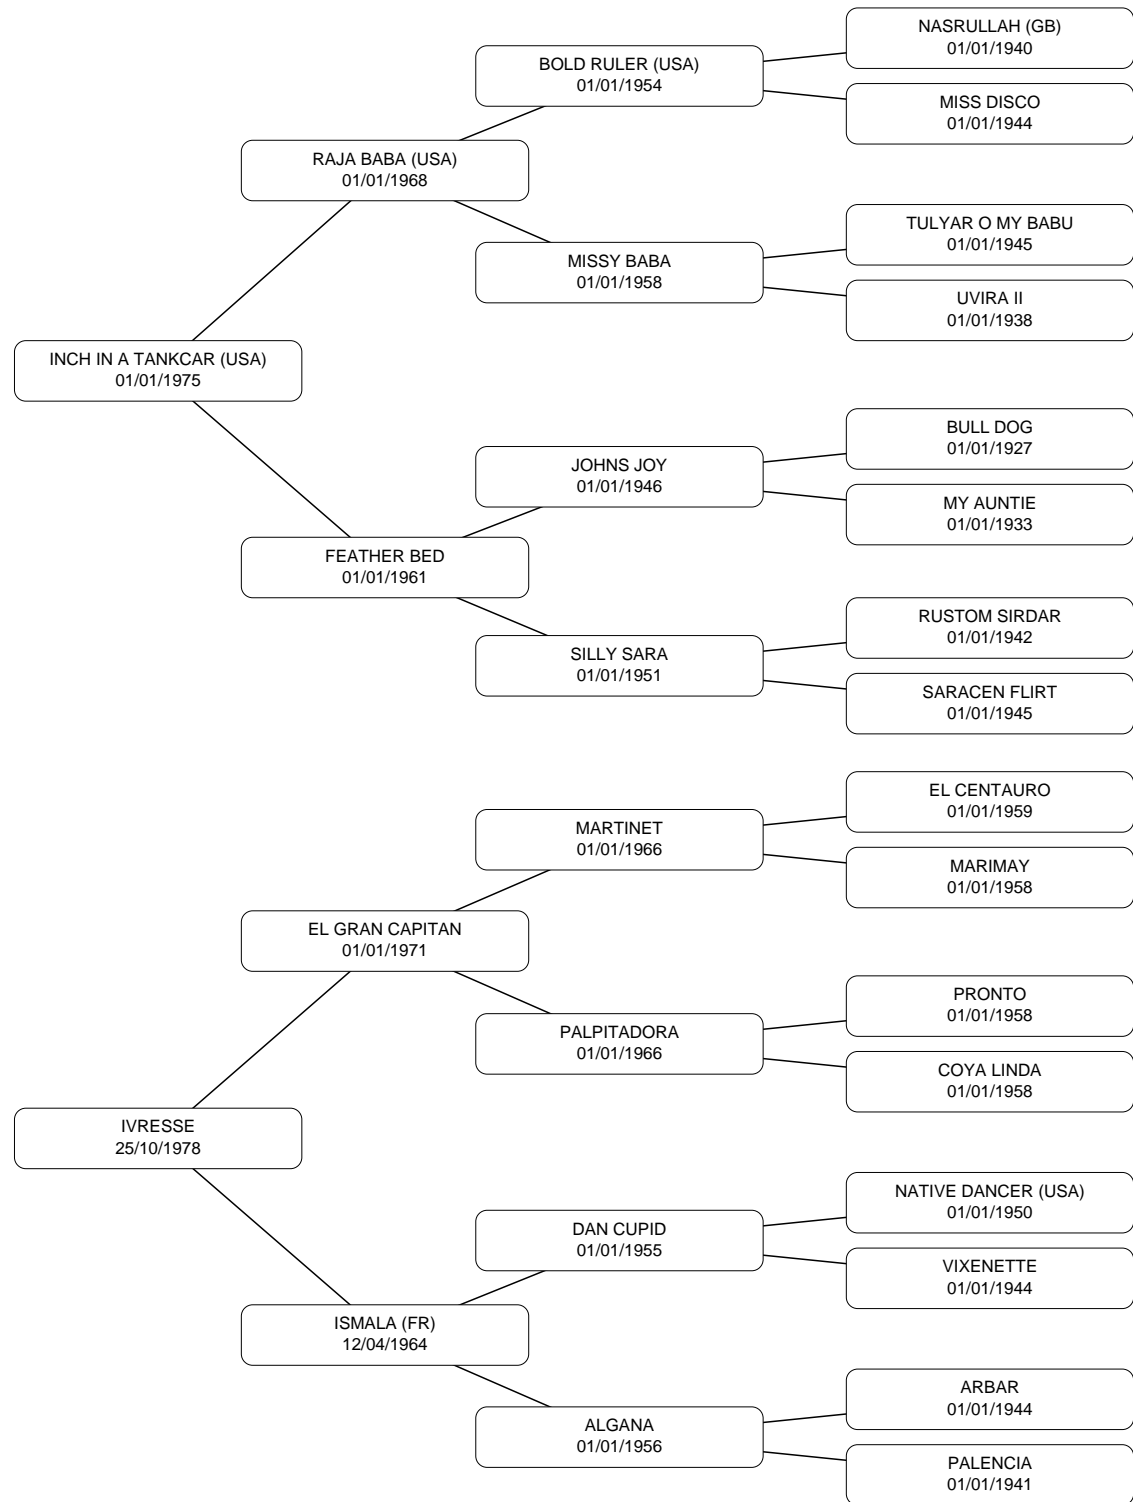 NASRULLAH (GB)
01/01/1940
BOLD RULER (USA)
01/01/1954
MISS DISCO
01/01/1944
RAJA BABA (USA)
01/01/1968
TULYAR O MY BABU
01/01/1945
MISSY BABA
01/01/1958
UVIRA II
01/01/1938
INCH IN A TANKCAR (USA)
01/01/1975
BULL DOG
01/01/1927
JOHNS JOY
01/01/1946
MY AUNTIE
01/01/1933
FEATHER BED
01/01/1961
RUSTOM SIRDAR
01/01/1942
SILLY SARA
01/01/1951
SARACEN FLIRT
01/01/1945
EL CENTAURO
01/01/1959
MARTINET
01/01/1966
MARIMAY
01/01/1958
EL GRAN CAPITAN
01/01/1971
PRONTO
01/01/1958
PALPITADORA
01/01/1966
COYA LINDA
01/01/1958
IVRESSE
25/10/1978
NATIVE DANCER (USA)
01/01/1950
DAN CUPID
01/01/1955
VIXENETTE
01/01/1944
ISMALA (FR)
12/04/1964
ARBAR
01/01/1944
ALGANA
01/01/1956
PALENCIA
01/01/1941